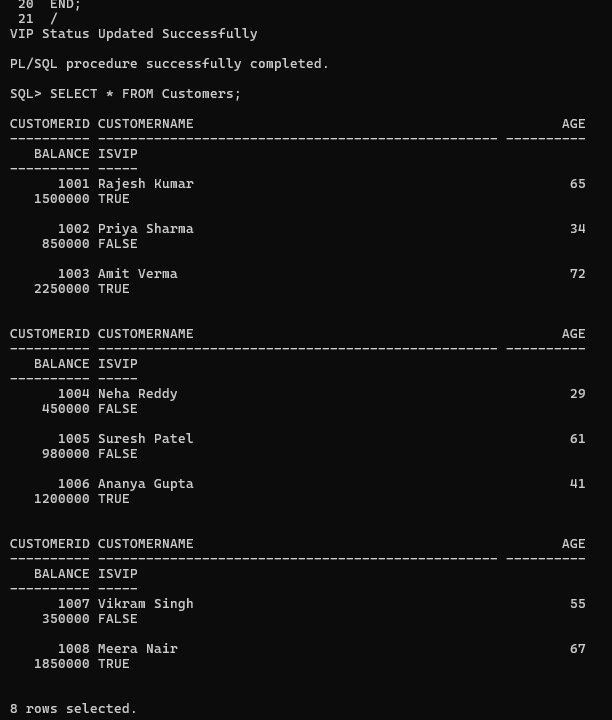 20  END;
21  /
VIP Status Updated Successfully
PL/SQL procedure successfully completed.
SQL> SELECT * FROM Customers;
CUSTOMERID CUSTOMERNAME                                              AGE
---------- -------------------------------------------------- ----------
   BALANCE ISVIP
---------- -----
      1001 Rajesh Kumar                                               65
   1500000 TRUE
      1002 Priya Sharma                                               34
    850000 FALSE
      1003 Amit Verma                                                 72
   2250000 TRUE
CUSTOMERID CUSTOMERNAME                                              AGE
---------- -------------------------------------------------- ----------
   BALANCE ISVIP
---------- -----
      1004 Neha Reddy                                                 29
    450000 FALSE
      1005 Suresh Patel                                               61
    980000 FALSE
      1006 Ananya Gupta                                               41
   1200000 TRUE
CUSTOMERID CUSTOMERNAME                                              AGE
---------- -------------------------------------------------- ----------
   BALANCE ISVIP
---------- -----
      1007 Vikram Singh                                               55
    350000 FALSE
      1008 Meera Nair                                                 67
   1850000 TRUE
8 rows selected.